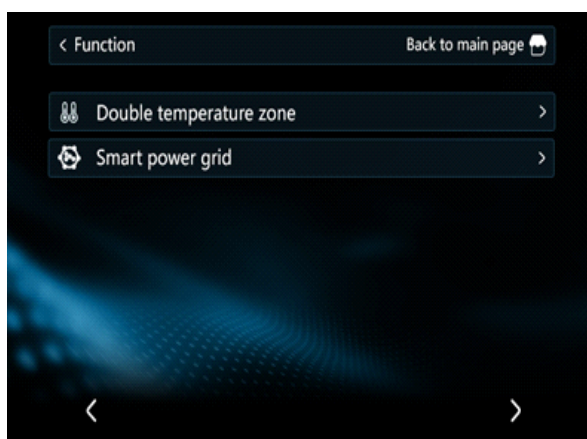 < Function Back to main page
Double temperature zone >
Smart power grid >
< >